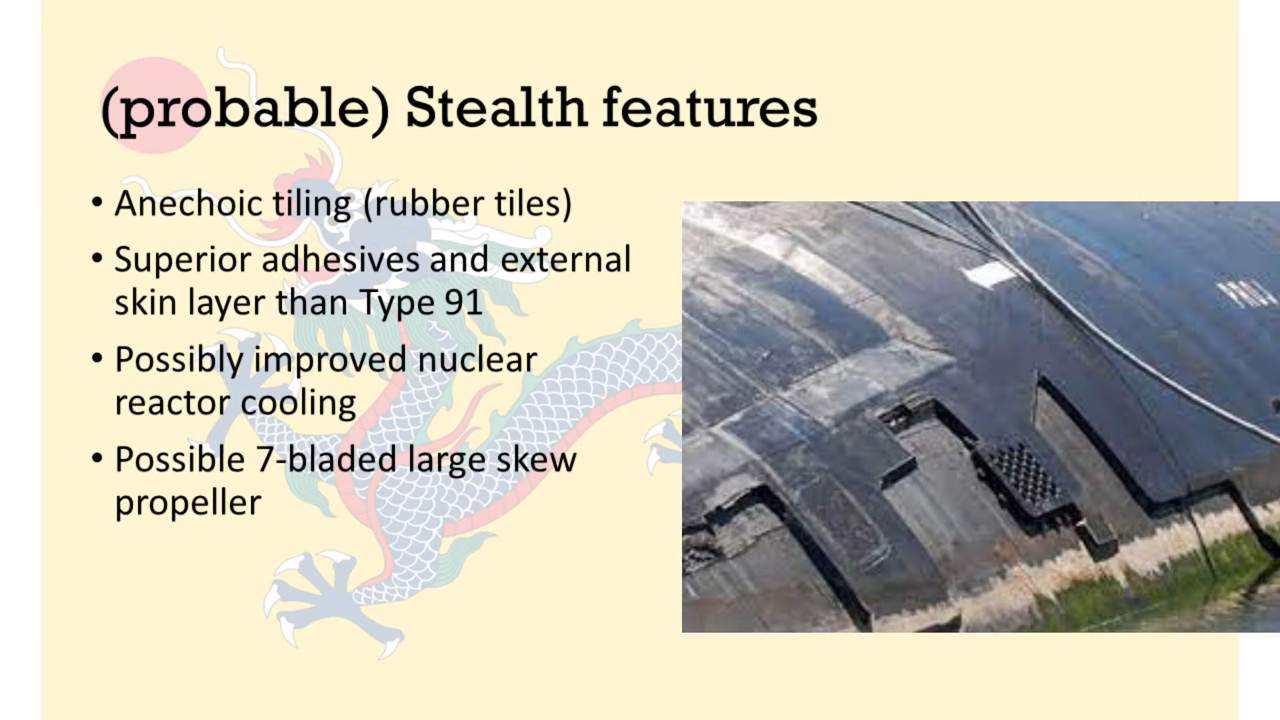 (probable) Stealth features
• Anechoic tiling (rubber tiles)
• Superior adhesives and external
skin layer than Type 91
• Possibly improved nuclear
reactor cooling
• Possible 7-bladed large skew
propeller